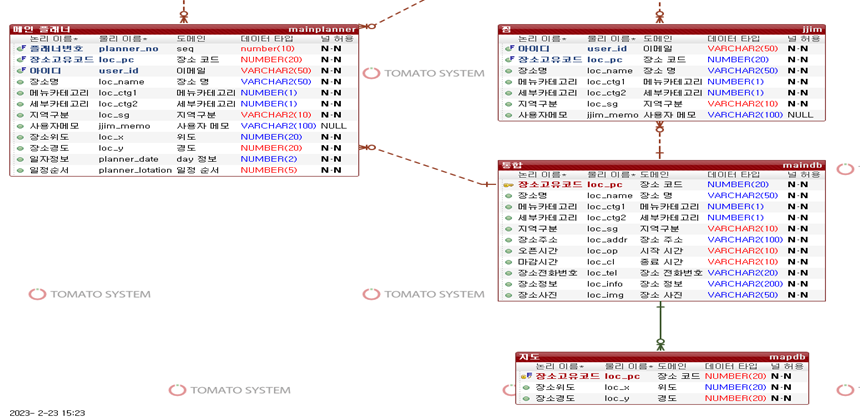 메인 플래너 mainplanner
논리 이름 물리 이름 도메인 데이터 타입 널 허용
플래너번호 planner_no seq number(10) N-N
장소고유코드 loc_pc 장소 코드 NUMBER(20) N-N
아이디 user_id 이메일 VARCHAR2(50) N-N
장소명 loc_name 장소 명 VARCHAR2(50) N-N
메뉴카테고리 loc_ctg1 메뉴카테고리 NUMBER(1) N-N
세부카테고리 loc_ctg2 세부카테고리 NUMBER(1) N-N
지역구분 loc_sg 지역구분 VARCHAR2(10) N-N
사용자메모 jjim_memo 사용자 메모 VARCHAR2(100) NULL
장소위도 loc_x 위도 NUMBER(20) N-N
장소경도 loc_y 경도 NUMBER(20) N-N
일자정보 planner_date day 정보 NUMBER(2) N-N
일정순서 planner_lotation 일정 순서 NUMBER(5) N-N
찜 jjim
논리 이름 물리 이름 도메인 데이터 타입 널 허용
아이디 user_id 이메일 VARCHAR2(50) N-N
장소고유코드 loc_pc 장소 코드 NUMBER(20) N-N
장소명 loc_name 장소 명 VARCHAR2(50) N-N
메뉴카테고리 loc_ctg1 메뉴카테고리 NUMBER(1) N-N
세부카테고리 loc_ctg2 세부카테고리 NUMBER(1) N-N
지역구분 loc_sg 지역구분 VARCHAR2(10) N-N
사용자메모 jjim_memo 사용자 메모 VARCHAR2(100) NULL
통합 maindb
논리 이름 물리 이름 도메인 데이터 타입 널 허용
장소고유코드 loc_pc 장소 코드 NUMBER(20) N-N
장소명 loc_name 장소 명 VARCHAR2(50) N-N
메뉴카테고리 loc_ctg1 메뉴카테고리 NUMBER(1) N-N
세부카테고리 loc_ctg2 세부카테고리 NUMBER(1) N-N
지역구분 loc_sg 지역구분 VARCHAR2(10) N-N
장소주소 loc_addr 장소 주소 VARCHAR2(100) N-N
오픈시간 loc_op 시작 시간 VARCHAR2(10) N-N
마감시간 loc_cl 종료 시간 VARCHAR2(10) N-N
장소전화번호 loc_tel 장소 전화번호 VARCHAR2(20) N-N
장소정보 loc_info 장소 정보 VARCHAR2(200) N-N
장소사진 loc_img 장소 사진 VARCHAR2(50) N-N
지도 mapdb
논리 이름 물리 이름 도메인 데이터 타입 널 허용
장소고유코드 loc_pc 장소 코드 NUMBER(20) N-N
장소위도 loc_x 위도 NUMBER(20) N-N
장소경도 loc_y 경도 NUMBER(20) N-N
TOMATO SYSTEM
TOMATO SYSTEM
TOMATO SYSTEM
TOMATO SYSTEM
2023- 2-23 15:23